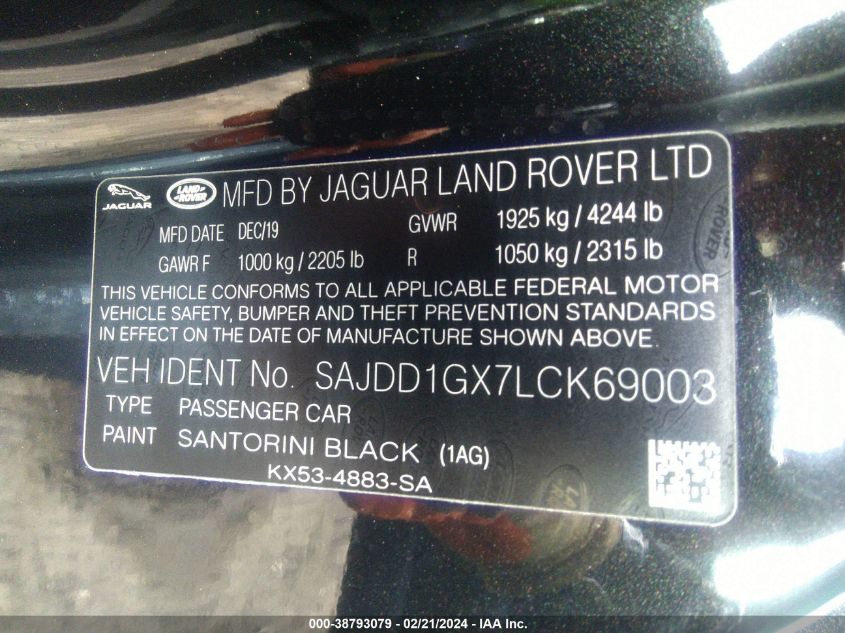 JAGUAR LAND ROVER MFD BY JAGUAR LAND ROVER LTD
MFD DATE DEC/19 GVWR 1925 kg / 4244 lb
GAWR F 1000 kg / 2205 lb R 1050 kg / 2315 lb
THIS VEHICLE CONFORMS TO ALL APPLICABLE FEDERAL MOTOR
VEHICLE SAFETY, BUMPER AND THEFT PREVENTION STANDARDS
IN EFFECT ON THE DATE OF MANUFACTURE SHOWN ABOVE.
VEH IDENT No. SAJDD1GX7LCK69003
TYPE PASSENGER CAR
PAINT SANTORINI BLACK (1AG)
KX53-4883-SA
000-38793079 / 02/21/2024 - IAA Inc.